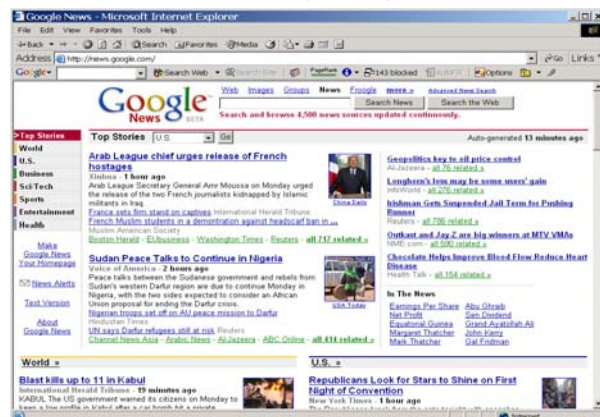 Google News - Microsoft Internet Explorer
File Edit View Favorites Tools Help
Back Search Favorites Media
Address http://news.google.com/ Go Links
Google Search Web PageRank 143 blocked Options
Web Images Groups News Froogle more » Advanced News Search
Google
News BETA
Search News Search the Web
Search and browse 4,500 news sources updated continuously.
>Top Stories
World
U.S.
Business
Sci/Tech
Sports
Entertainment
Health
Make
Google News
Your Homepage
News Alerts
Text Version
About
Google News
Top Stories U.S. Go
Auto-generated 13 minutes ago
Arab League chief urges release of French
hostages
Xinhua - 1 hour ago
Arab League Secretary General Amr Moussa on Monday urged
the release of the two French journalists kidnapped by Islamic
militants in Iraq.
France sets firm stand on captives International Herald Tribune
French Muslim students in a demontration against headscarf ban in ...
Muslim American Society
Boston Herald - EUbusiness - Washington Times - Reuters - all 717 related »
China Daily
Sudan Peace Talks to Continue in Nigeria
Voice of America - 2 hours ago
Peace talks between the Sudanese government and rebels from
Sudan's western Darfur region are due to continue Monday in
Nigeria, with the two sides expected to consider an African
Union proposal for ending the Darfur crisis.
Nigerian troops set off on AU peace mission to Darfur
Hindustan Times
UN says Darfur refugees still at risk Reuters
Channel News Asia - Arabic News - Al-Jazeera - ABC Online - all 414 related »
USA Today
Geopolitics key to oil price control
Al-Jazeera - all 76 related »
Longhorn's loss may be some users' gain
InfoWorld - all 276 related »
Irishman Gets Suspended Jail Term for Pushing
Runner
Reuters - all 786 related »
Outkast and Jay-Z are big winners at MTV VMAs
NME.com - all 590 related »
Chocolate Helps Improve Blood Flow Reduce Heart
Disease
Health Talk - all 154 related »
In The News
Earnings Per Share Abu Ghraib
Net Profit Sen Dodend
Equatorial Guinea Grand Ayatollah Ali
Margaret Thatcher John Kerry
Mark Thatcher Gal Fridman
World »
Blast kills up to 11 in Kabul
International Herald Tribune - 19 minutes ago
KABUL The US government warned its citizens on Monday to
U.S. »
Republicans Look for Stars to Shine on First
Night of Convention
New York Times - 1 hour ago